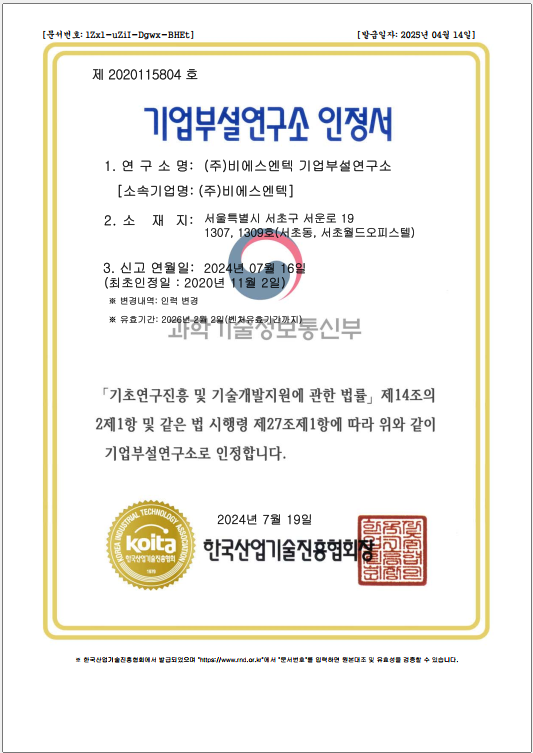 [문서번호: 1Zx1-uZiI-Dgwx-BHEt] [발급일자: 2025년 04월 14일]
제 2020115804 호
기업부설연구소 인정서
1. 연 구 소 명: (주)비에스엔텍 기업부설연구소
[소속기업명: (주)비에스엔텍]
2. 소 재 지: 서울특별시 서초구 서운로 19
1307, 1309호(서초동, 서초월드오피스텔)
3. 신고 연월일: 2024년 07월 16일
(최초인정일 : 2020년 11월 2일)
※ 변경내역: 인력 변경
※ 유효기간: 2026년 2월 2일(벤처유효기간까지)
과학기술정보통신부
「기초연구진흥 및 기술개발지원에 관한 법률」 제14조의
2제1항 및 같은 법 시행령 제27조제1항에 따라 위와 같이
기업부설연구소로 인정합니다.
2024년 7월 19일
KOREA INDUSTRIAL TECHNOLOGY ASSOCIATION
koita
한국산업기술진흥협회
한국산업기술진흥협회장
※ 한국산업기술진흥협회에서 발급되었으며 "https://www.rnd.or.kr"에서 "문서번호"를 입력하면 원본대조 및 유효성을 검증할 수 있습니다.